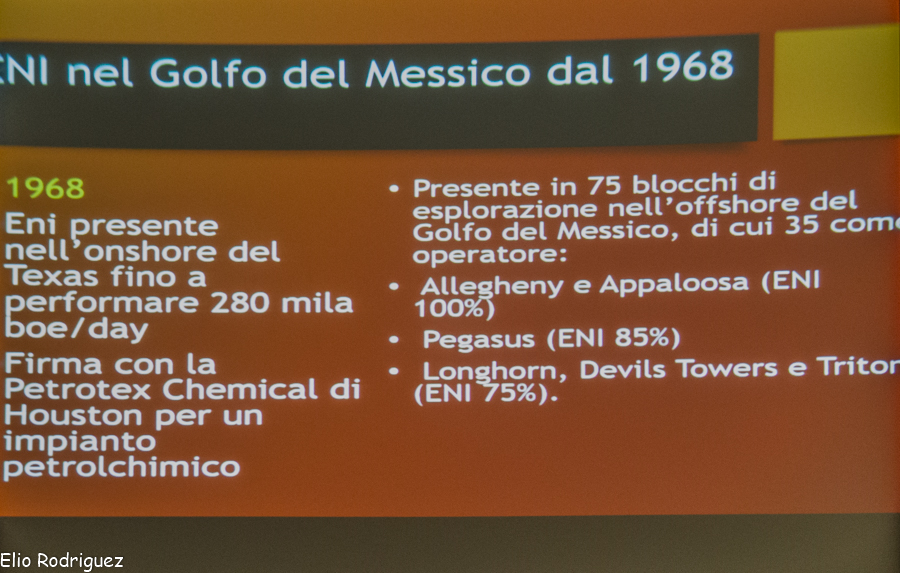 ENI nel Golfo del Messico dal 1968
1968
Eni presente
nell'onshore del
Texas fino a
performare 280 mila
boe/day
Firma con la
Petrotex Chemical di
Houston per un
impianto
petrolchimico
• Presente in 75 blocchi di
esplorazione nell'offshore del
Golfo del Messico, di cui 35 come
operatore:
• Allegheny e Appaloosa (ENI
100%)
• Pegasus (ENI 85%)
• Longhorn, Devils Towers e Triton
(ENI 75%).
Elio Rodriguez